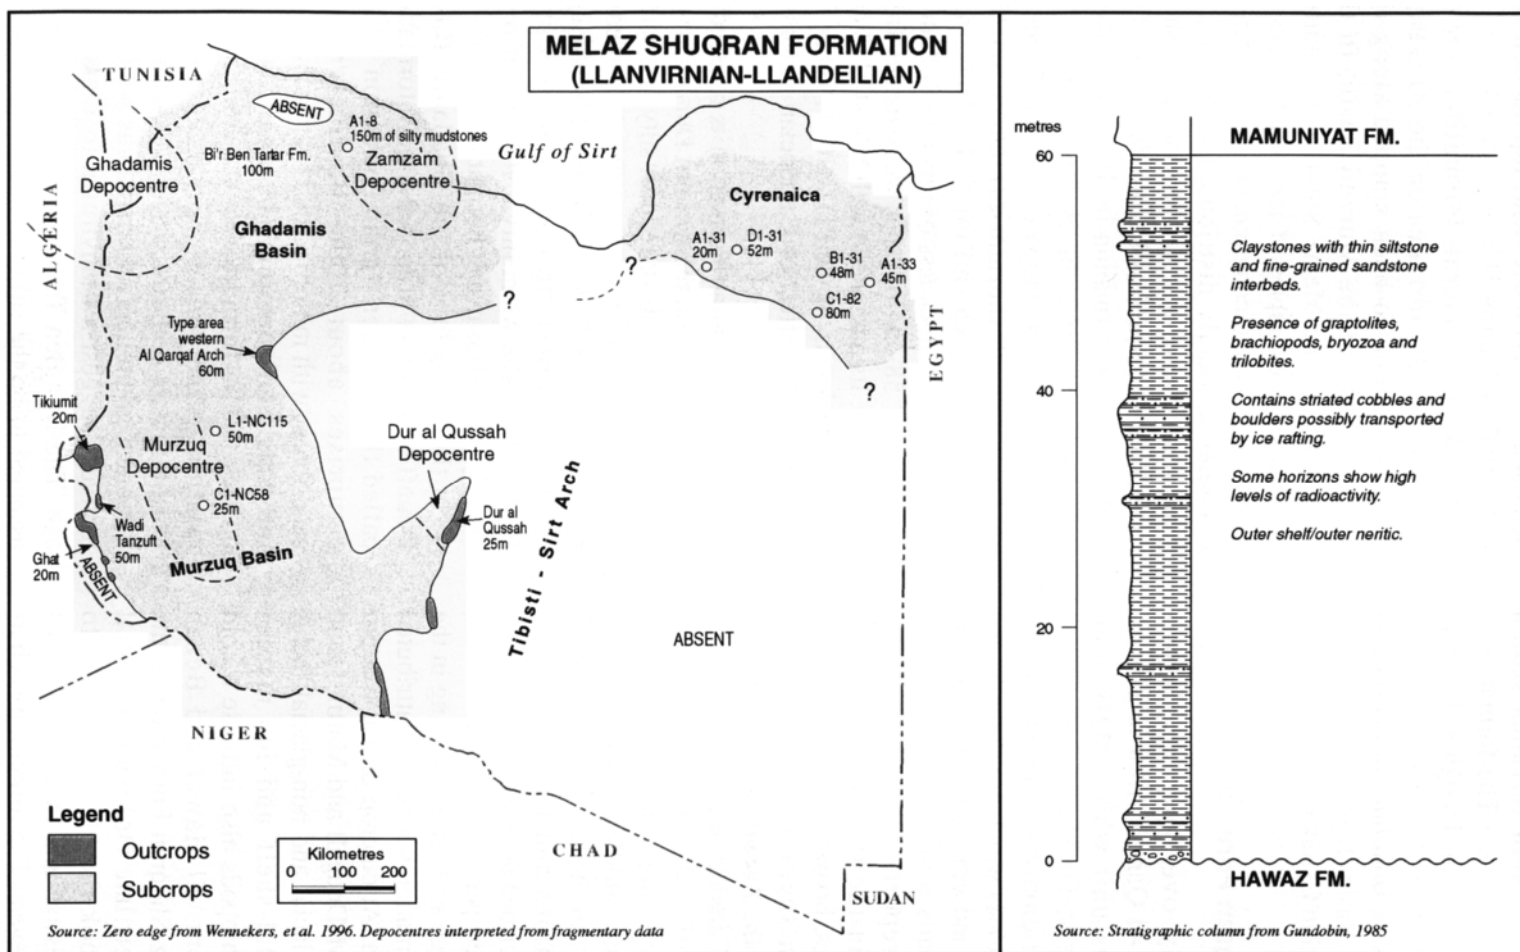 MELAZ SHUQRAN FORMATION
(LLANVIRNIAN-LLANDEILIAN)
TUNISIA
ABSENT
A1-8
150m of silty mudstones
Bi'r Ben Tartar Fm.
100m
Zamzam
Depocentre
Gulf of Sirt
Ghadamis
Depocentre
ALGERIA
Ghadamis
Basin
Cyrenaica
A1-31
20m
D1-31
52m
B1-31
48m
A1-33
45m
C1-82
80m
?
?
?
EGYPT
Type area
western
Al Qarqaf Arch
60m
Tikiumit
20m
L1-NC115
50m
Murzuq
Depocentre
C1-NC58
25m
Dur al Qussah
Depocentre
Dur al
Qussah
25m
Wadi
Tanzuft
50m
Ghat
20m
ABSENT
Murzuq Basin
Tibisti - Sirt Arch
ABSENT
NIGER
CHAD
SUDAN
Legend
Outcrops
Subcrops
Kilometres
0 100 200
Source: Zero edge from Wennekers, et al. 1996. Depocentres interpreted from fragmentary data
metres
60
40
20
0
MAMUNIYAT FM.
Claystones with thin siltstone
and fine-grained sandstone
interbeds.
Presence of graptolites,
brachiopods, bryozoa and
trilobites.
Contains striated cobbles and
boulders possibly transported
by ice rafting.
Some horizons show high
levels of radioactivity.
Outer shelf/outer neritic.
HAWAZ FM.
Source: Stratigraphic column from Gundobin, 1985